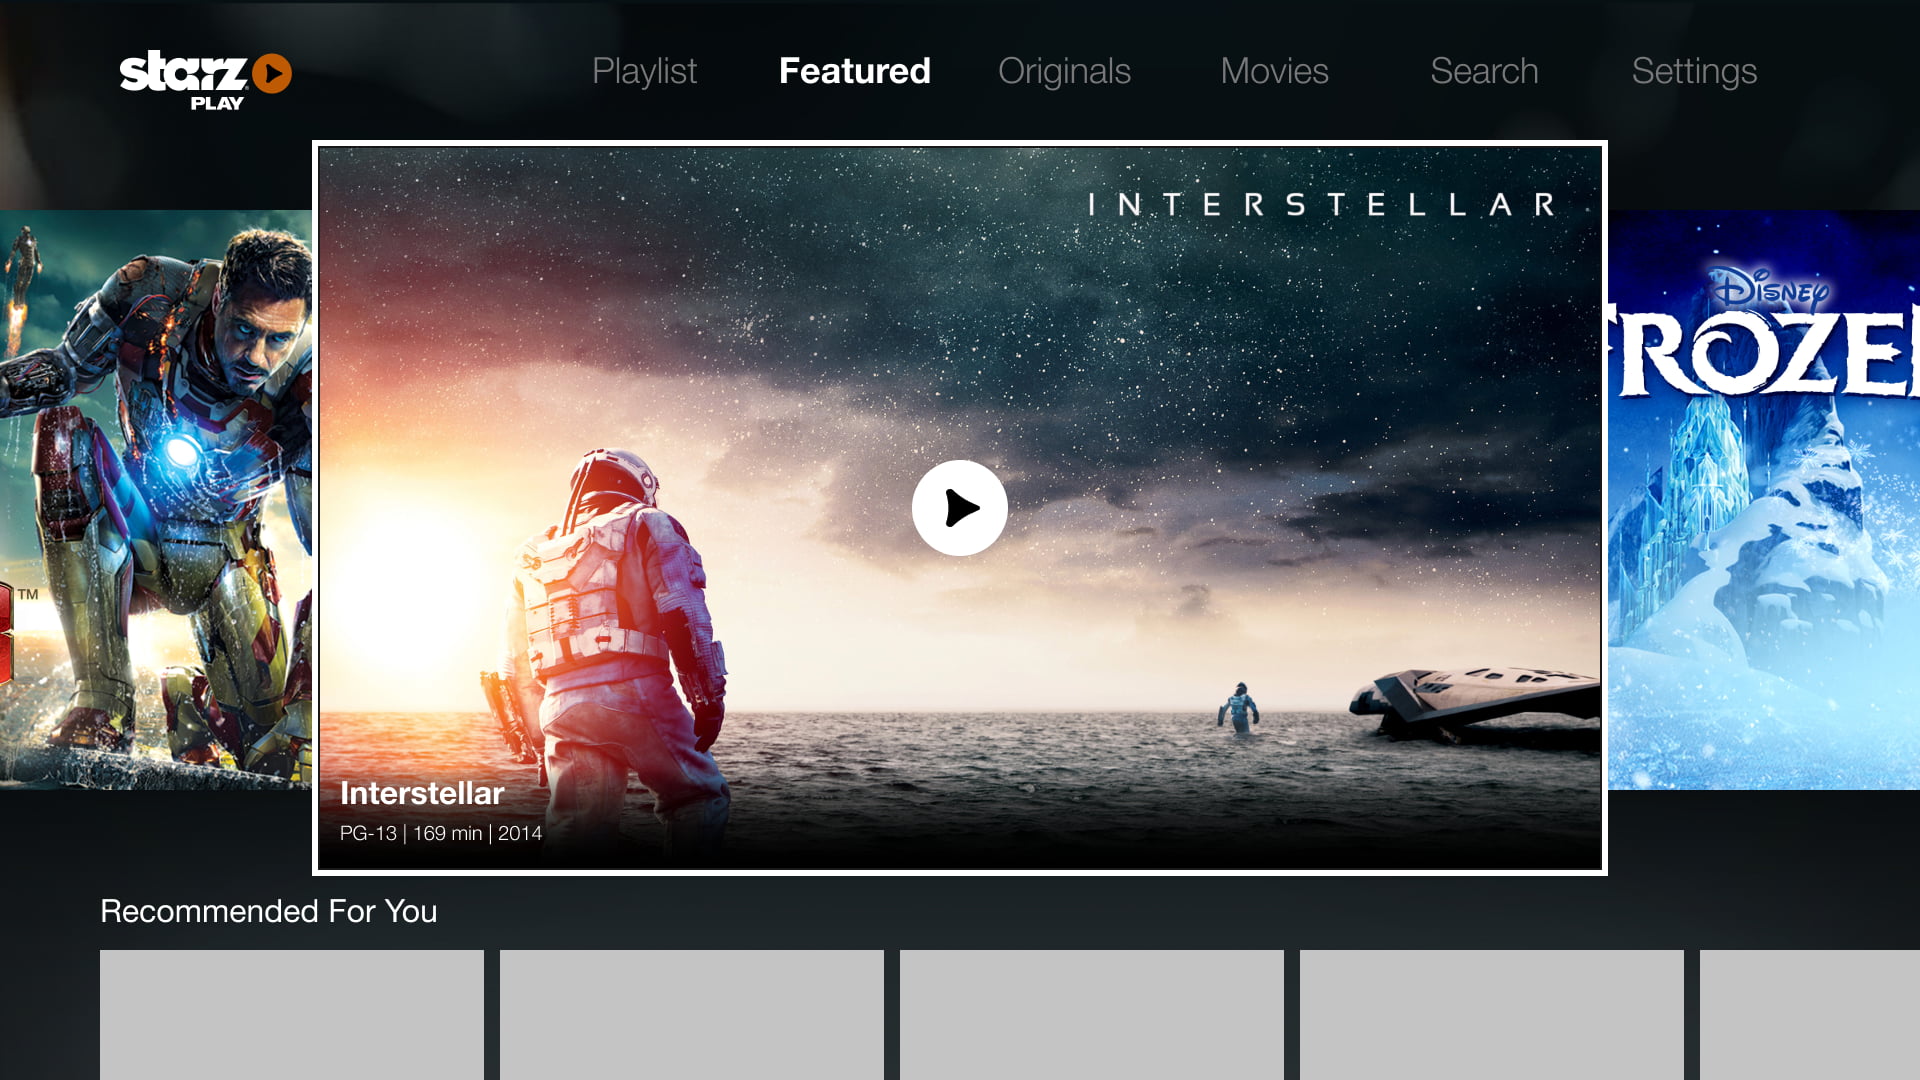 starz
PLAY
Playlist
Featured
Originals
Movies
Search
Settings
INTERSTELLAR
DISNEY
FROZEN
TM
Interstellar
PG-13 | 169 min | 2014
Recommended For You